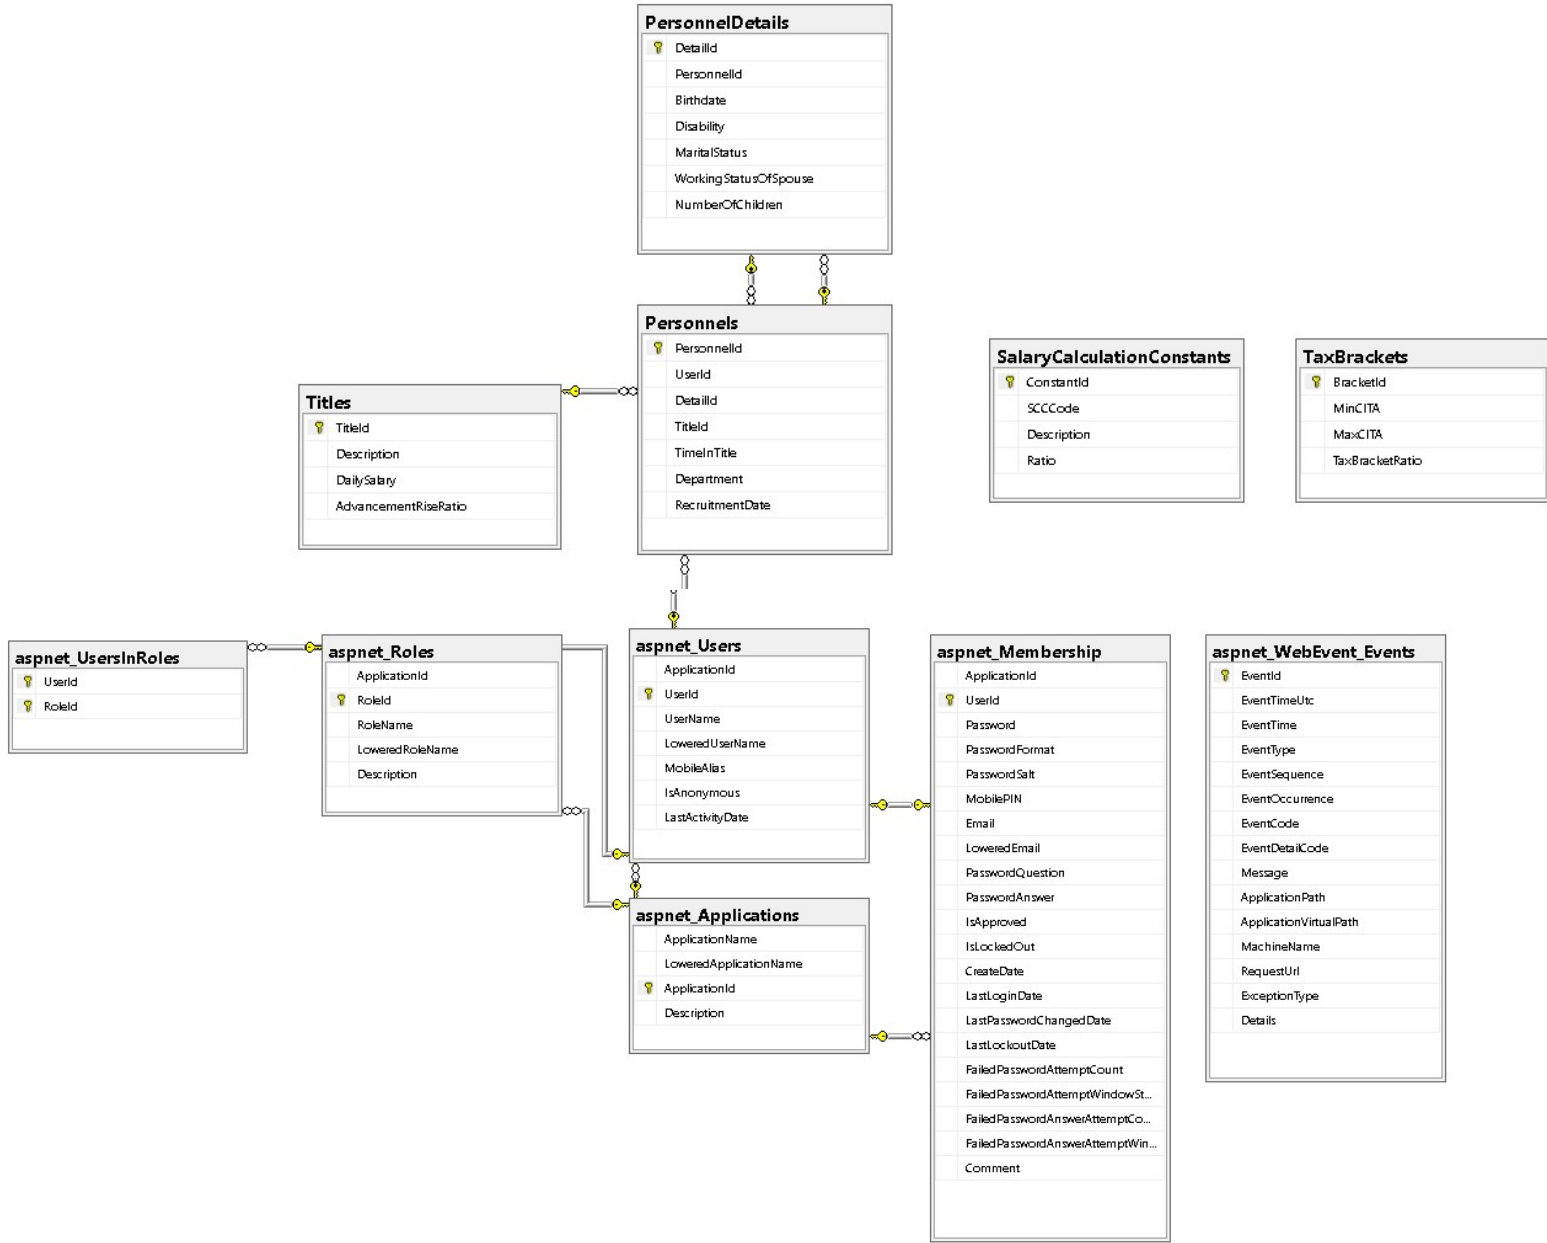 PersonnelDetails
DetailId
PersonnelId
Birthdate
Disability
MaritalStatus
WorkingStatusOfSpouse
NumberOfChildren
Personnels
PersonnelId
UserId
DetailId
TitleId
TimeInTitle
Department
RecruitmentDate
SalaryCalculationConstants
ConstantId
SCCCode
Description
Ratio
TaxBrackets
BracketId
MinCITA
MaxCITA
TaxBracketRatio
Titles
TitleId
Description
DailySalary
AdvancementRiseRatio
aspnet_UsersInRoles
UserId
RoleId
aspnet_Roles
ApplicationId
RoleId
RoleName
LoweredRoleName
Description
aspnet_Users
ApplicationId
UserId
UserName
LoweredUserName
MobileAlias
IsAnonymous
LastActivityDate
aspnet_Applications
ApplicationName
LoweredApplicationName
ApplicationId
Description
aspnet_Membership
ApplicationId
UserId
Password
PasswordFormat
PasswordSalt
MobilePIN
Email
LoweredEmail
PasswordQuestion
PasswordAnswer
IsApproved
IsLockedOut
CreateDate
LastLoginDate
LastPasswordChangedDate
LastLockoutDate
FailedPasswordAttemptCount
FailedPasswordAttemptWindowSt...
FailedPasswordAnswerAttemptCo...
FailedPasswordAnswerAttemptWin...
Comment
aspnet_WebEvent_Events
EventId
EventTimeUtc
EventTime
EventType
EventSequence
EventOccurrence
EventCode
EventDetailCode
Message
ApplicationPath
ApplicationVirtualPath
MachineName
RequestUrl
ExceptionType
Details